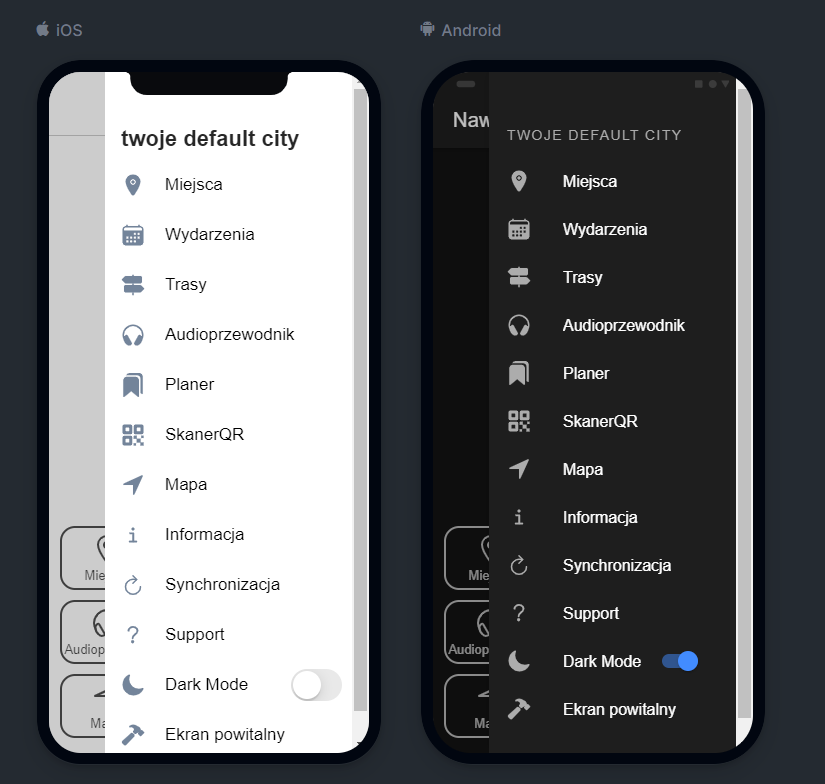 iOS
twoje default city
Miejsca
Wydarzenia
Trasy
Audioprzewodnik
Planer
SkanerQR
Mapa
Informacja
Synchronizacja
Support
Dark Mode
Ekran powitalny
Mie
Audiop
Ma
Android
Naw
TWOJE DEFAULT CITY
Miejsca
Wydarzenia
Trasy
Audioprzewodnik
Planer
SkanerQR
Mapa
Informacja
Synchronizacja
Support
Dark Mode
Ekran powitalny
Mie
Audiop
Ma